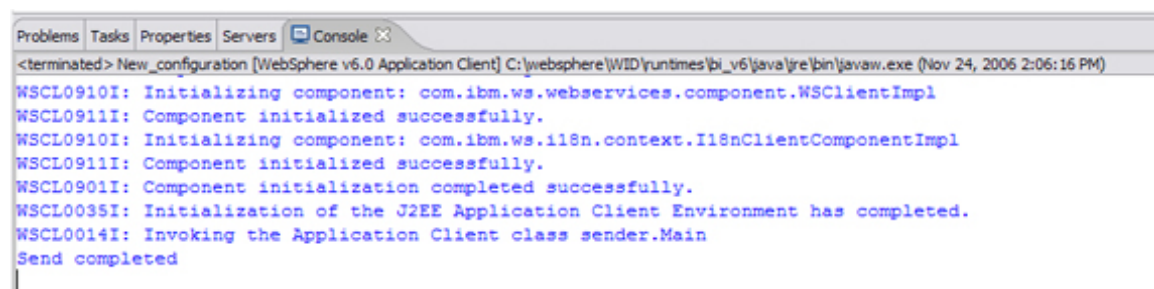 Problems Tasks Properties Servers Console
<terminated> New_configuration [WebSphere v6.0 Application Client] C:\websphere\WID\runtimes\bi_v6\java\jre\bin\javaw.exe (Nov 24, 2006 2:06:16 PM)
WSCL0910I: Initializing component: com.ibm.ws.webservices.component.WSClientImpl
WSCL0911I: Component initialized successfully.
WSCL0910I: Initializing component: com.ibm.ws.i18n.context.I18nClientComponentImpl
WSCL0911I: Component initialized successfully.
WSCL0901I: Component initialization completed successfully.
WSCL0035I: Initialization of the J2EE Application Client Environment has completed.
WSCL0014I: Invoking the Application Client class sender.Main
Send completed